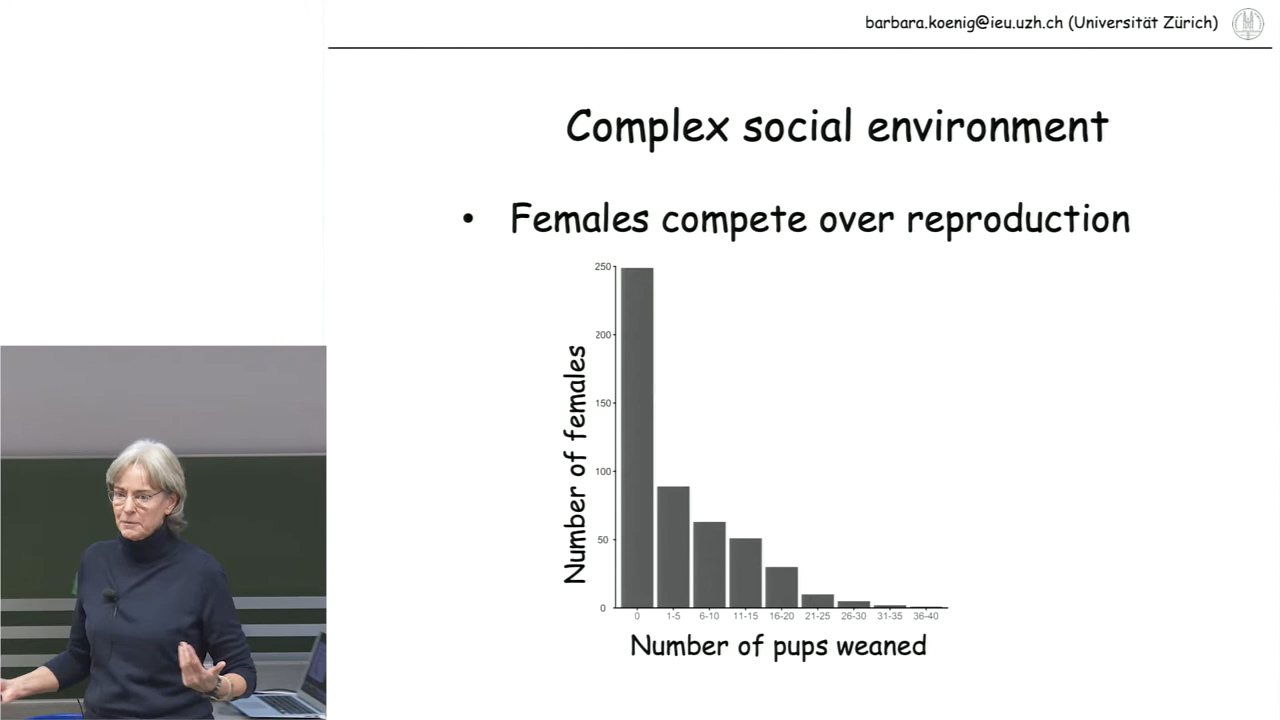 barbara.koenig@ieu.uzh.ch (Universität Zürich)
Complex social environment
• Females compete over reproduction
Number of females
250
200
150
100
50
0
0 1-5 6-10 11-15 16-20 21-25 26-30 31-35 36-40
Number of pups weaned